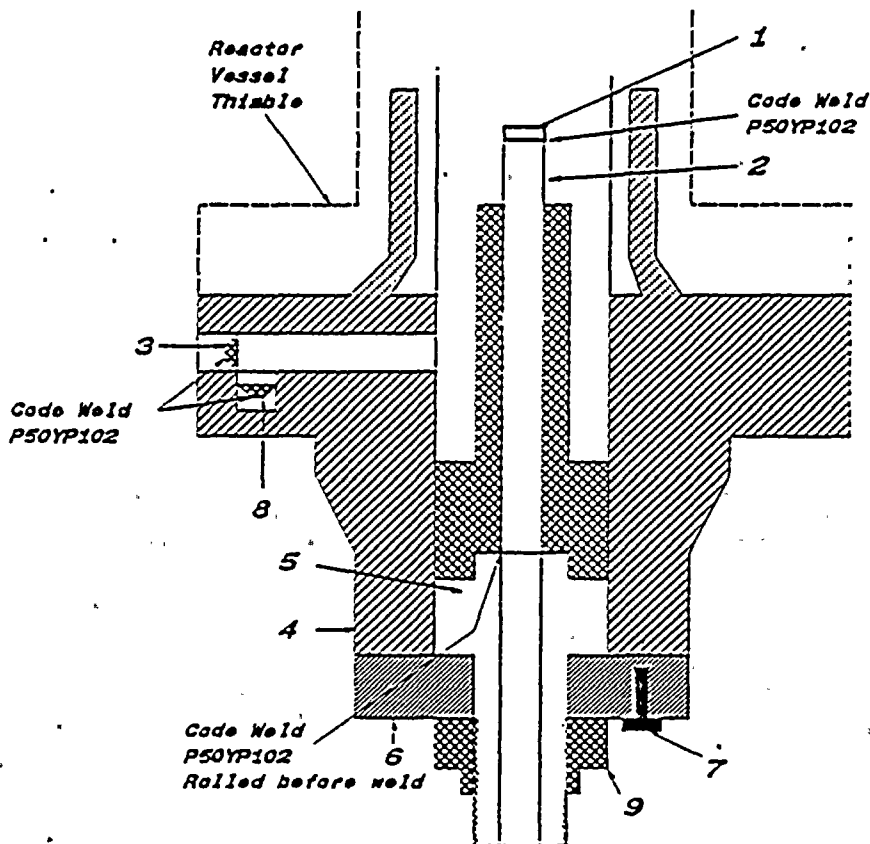 1
Reactor
Vessel
Thimble
Code Weld
P50YP102
2
3
Code Weld
P50YP102
8
5
4
Code Weld
P50YP102
Rolled before weld
6
7
9